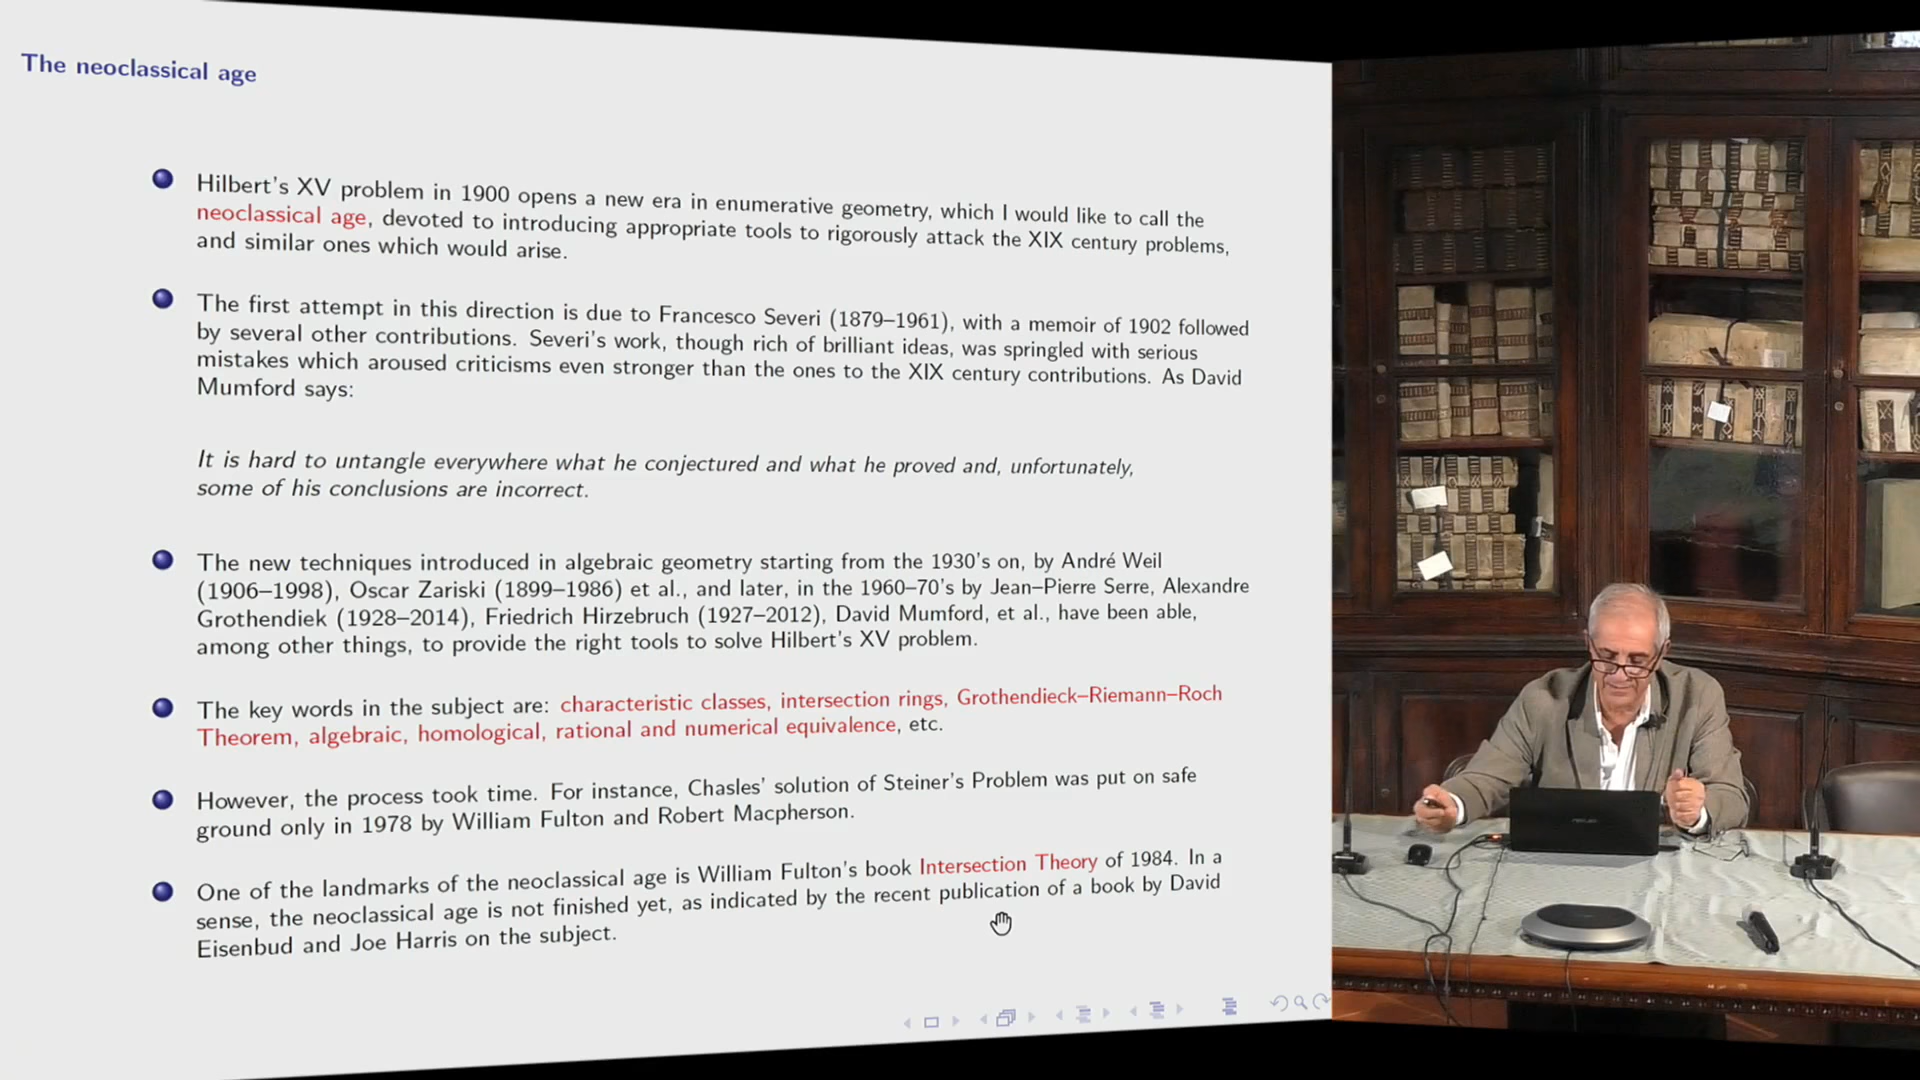 The neoclassical age
Hilbert's XV problem in 1900 opens a new era in enumerative geometry, which I would like to call the
neoclassical age, devoted to introducing appropriate tools to rigorously attack the XIX century problems,
and similar ones which would arise.
The first attempt in this direction is due to Francesco Severi (1879–1961), with a memoir of 1902 followed
by several other contributions. Severi's work, though rich of brilliant ideas, was springled with serious
mistakes which aroused criticisms even stronger than the ones to the XIX century contributions. As David
Mumford says:
It is hard to untangle everywhere what he conjectured and what he proved and, unfortunately,
some of his conclusions are incorrect.
The new techniques introduced in algebraic geometry starting from the 1930's on, by André Weil
(1906–1998), Oscar Zariski (1899–1986) et al., and later, in the 1960–70's by Jean–Pierre Serre, Alexandre
Grothendiek (1928–2014), Friedrich Hirzebruch (1927–2012), David Mumford, et al., have been able,
among other things, to provide the right tools to solve Hilbert's XV problem.
The key words in the subject are: characteristic classes, intersection rings, Grothendieck–Riemann–Roch
Theorem, algebraic, homological, rational and numerical equivalence, etc.
However, the process took time. For instance, Chasles' solution of Steiner's Problem was put on safe
ground only in 1978 by William Fulton and Robert Macpherson.
One of the landmarks of the neoclassical age is William Fulton's book Intersection Theory of 1984. In a
sense, the neoclassical age is not finished yet, as indicated by the recent publication of a book by David
Eisenbud and Joe Harris on the subject.